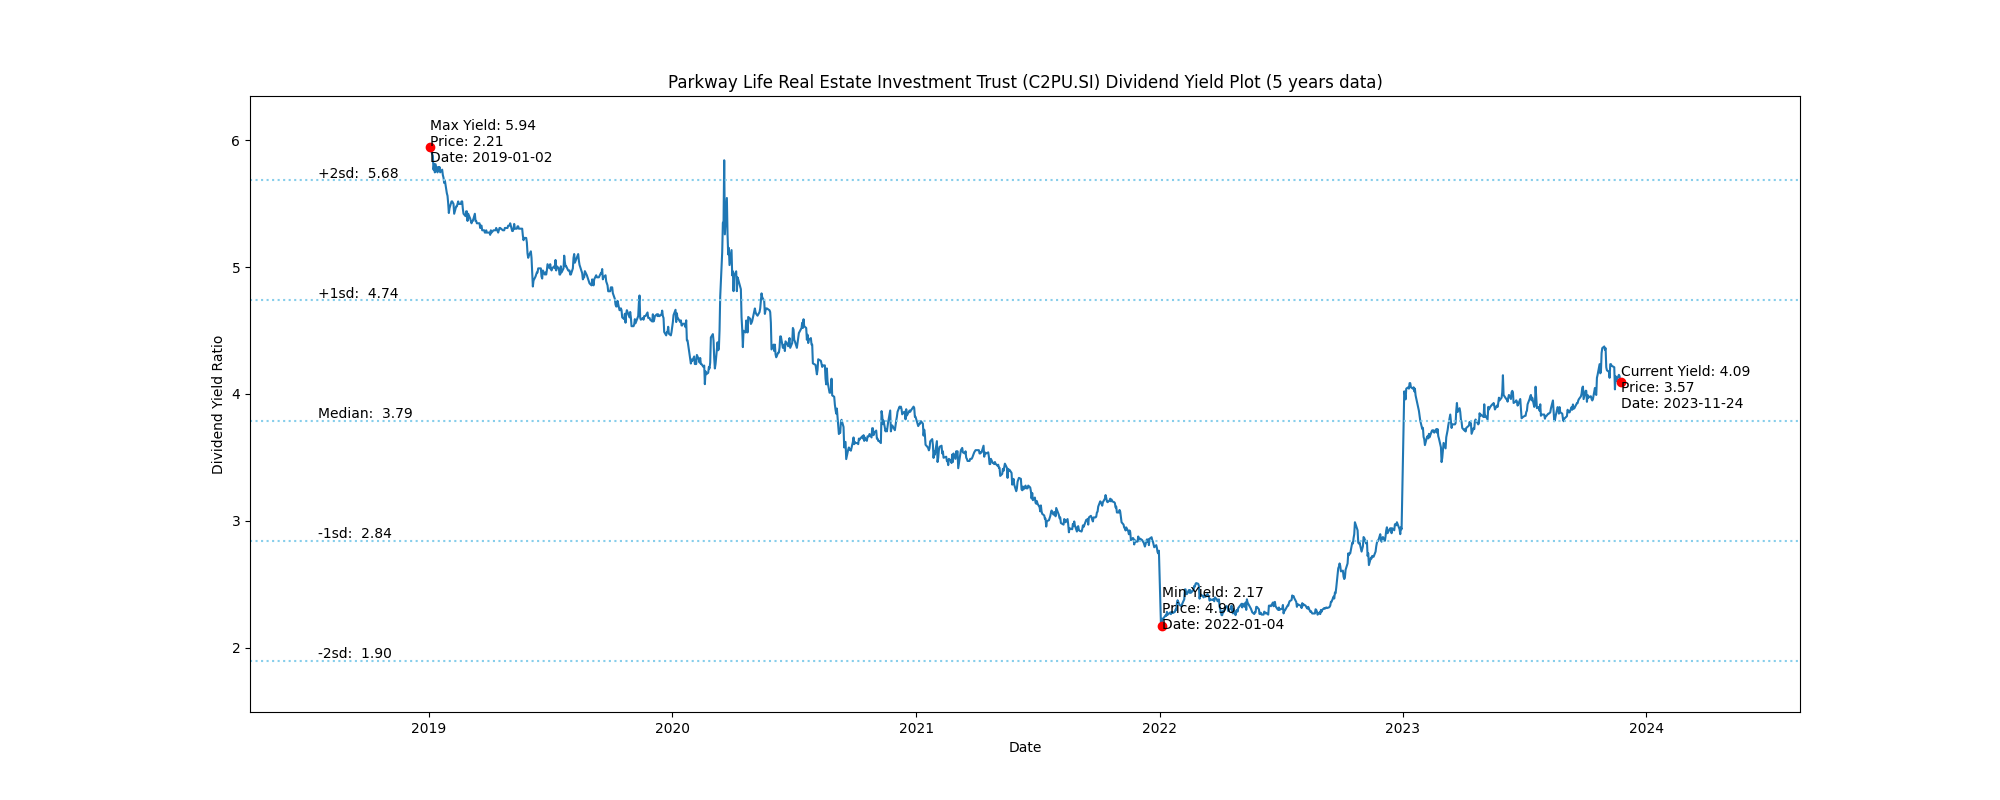 Parkway Life Real Estate Investment Trust (C2PU.SI) Dividend Yield Plot (5 years data)
Max Yield: 5.94
Price: 2.21
Date: 2019-01-02
6
+2sd:  5.68
5
+1sd:  4.74
Current Yield: 4.09
Price: 3.57
Date: 2023-11-24
4
Median:  3.79
Dividend Yield Ratio
3
-1sd:  2.84
Min Yield: 2.17
Price: 4.90
Date: 2022-01-04
2
-2sd:  1.90
2019
2020
2021
2022
2023
2024
Date